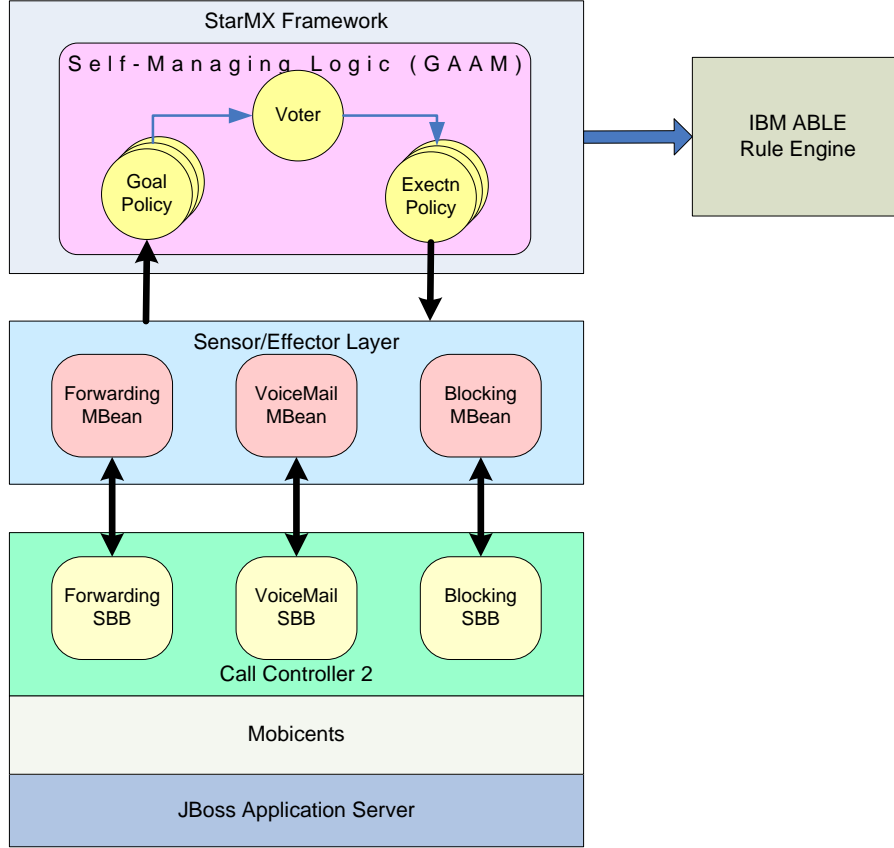 StarMX Framework
Self-Managing Logic (GAAM)
Voter
Goal
Policy
Exectn
Policy
IBM ABLE
Rule Engine
Sensor/Effector Layer
Forwarding
MBean
VoiceMail
MBean
Blocking
MBean
Forwarding
SBB
VoiceMail
SBB
Blocking
SBB
Call Controller 2
Mobicents
JBoss Application Server